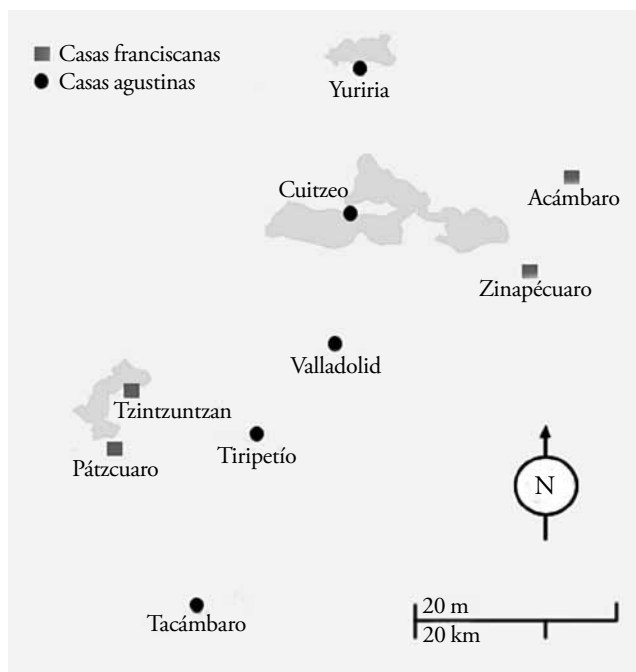 Casas franciscanas
Casas agustinas
Yuriria
Cuitzeo
Acámbaro
Zinapécuaro
Valladolid
Tzintzuntzan
Tiripetío
Pátzcuaro
N
Tacámbaro
20 m
20 km